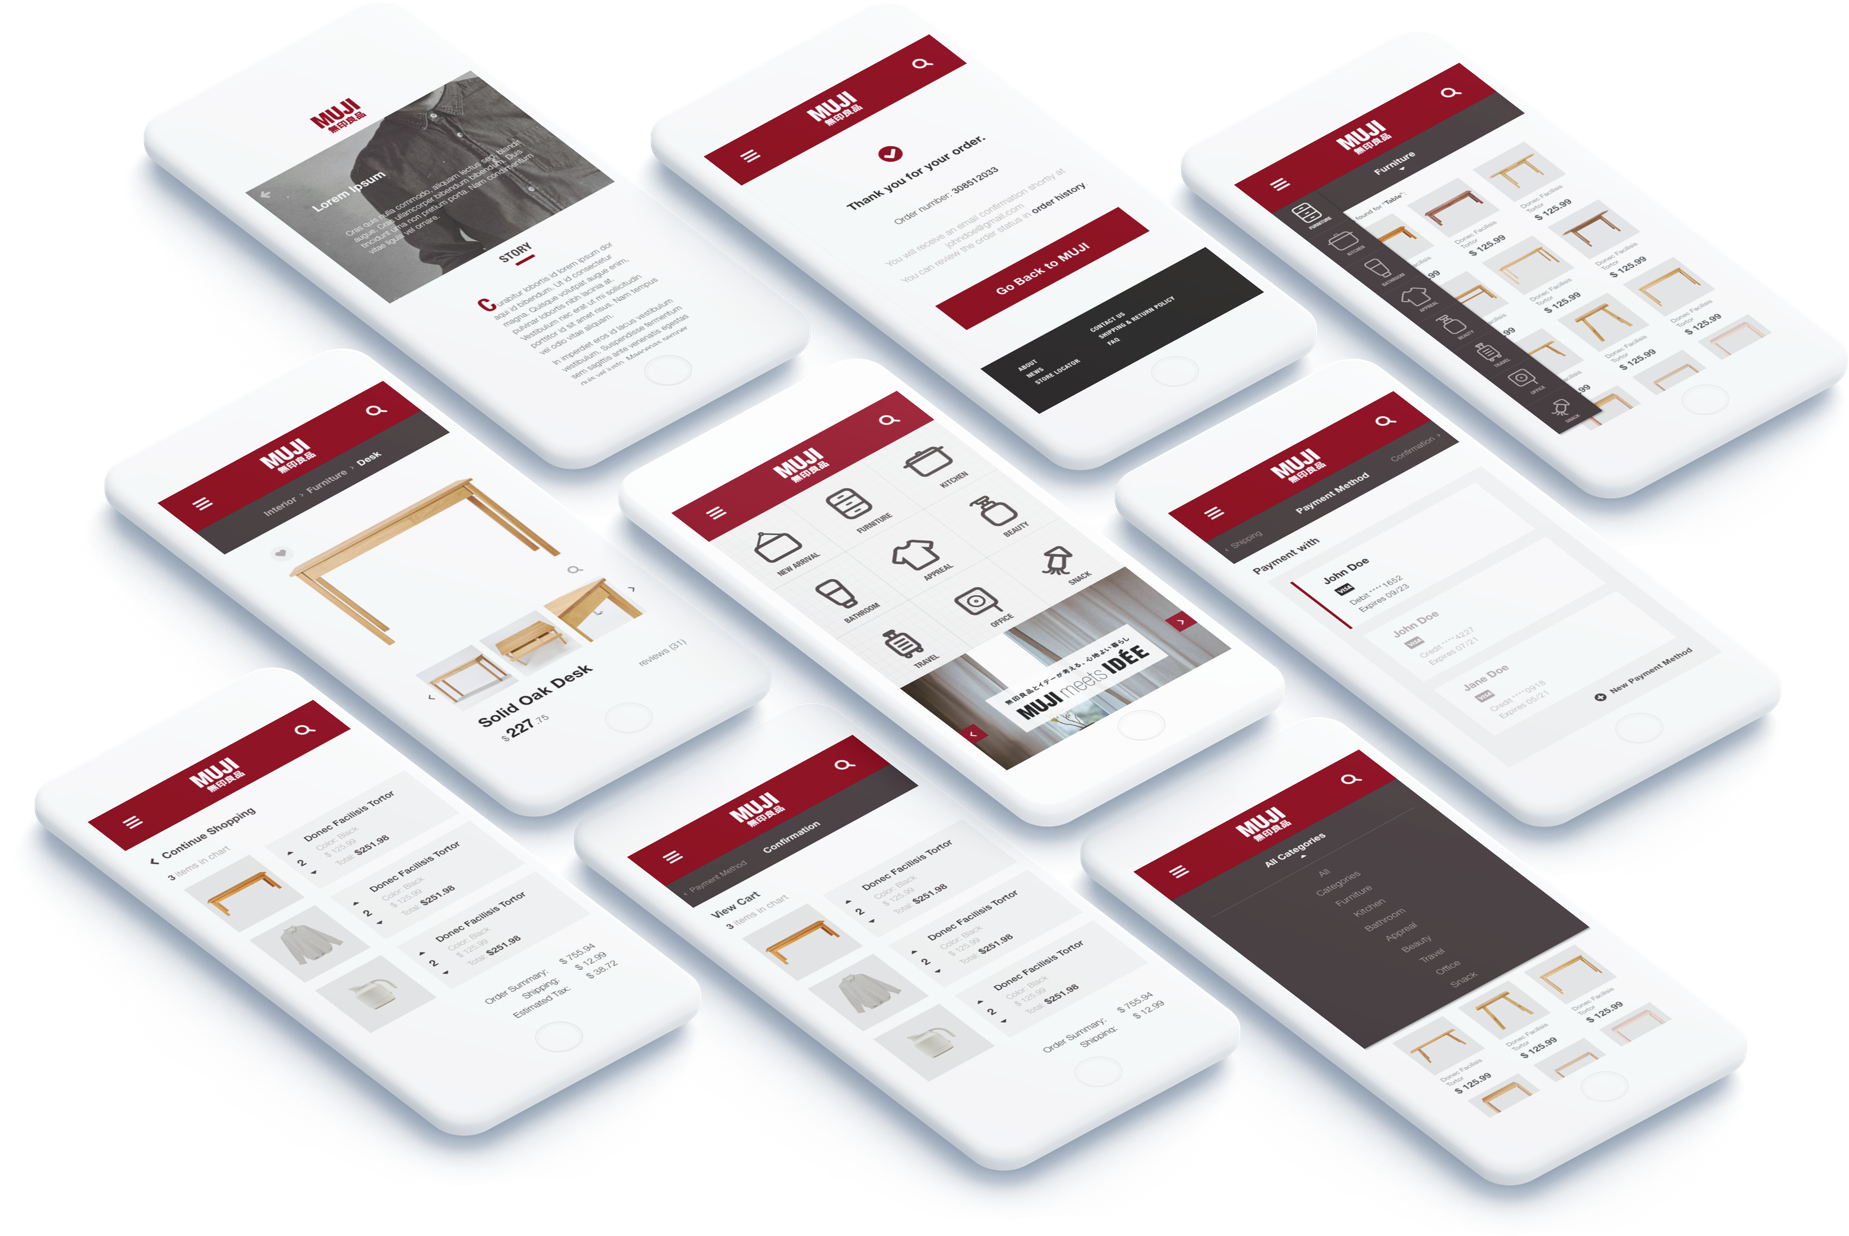 MUJI
無印良品
Lorem Ipsum
Cras quis nulla commodo, aliquam lectus sed, blandit
augue. Cras ullamcorper bibendum bibendum. Duis
tincidunt urna non pretium porta. Nam condimentum
vitae ligula vel ornare.
STORY
Curabitur lobortis id lorem ipsum dor
aqui id bibendum. Ut id consectetur
magna. Quisque volutpat augue enim,
pulvinar lobortis nibh lacinia at.
Vestibulum nec erat ut mi sollicitudin
porttitor id sit amet risus. Nam tempus
vel odio vitae aliquam.
In imperdiet eros id lacus vestibulum
vestibulum. Suspendisse fermentum
sem sagittis ante venenatis egestas
MUJI
無印良品
Thank you for your order.
Order number: 308512033
You will receive an email confirmation shortly at
johndoe@gmail.com
You can review the order status in order history
Go Back to MUJI
ABOUT
NEWS
STORE LOCATOR
CONTACT US
SHIPPING & RETURN POLICY
FAQ
MUJI
無印良品
Furniture
found for "Table":
FURNITURE
KITCHEN
BATHROOM
APPREAL
BEAUTY
TRAVEL
OFFICE
SNACK
Donec Facilisis
Tortor
$ 125.99
Donec Facilisis
Tortor
$ 125.99
Donec Facilisis
Tortor
$ 125.99
Donec Facilisis
Tortor
$ 125.99
Donec Facilisis
Tortor
$ 125.99
Donec Facilisis
Tortor
$ 125.99
MUJI
無印良品
Interior › Furniture › Desk
Solid Oak Desk
reviews (31)
$ 227 .75
MUJI
無印良品
NEW ARRIVAL
FURNITURE
KITCHEN
BATHROOM
APPREAL
BEAUTY
TRAVEL
OFFICE
SNACK
無印良品とイデーが考える、心地よい暮らし
MUJI meets IDÉE
MUJI
無印良品
‹ Shipping
Payment Method
Confirmation ›
Payment with
John Doe
VISA
Debit ****1652
Expires 09/23
John Doe
VISA
Credit ****4227
Expires 07/21
Jane Doe
VISA
Credit ****0918
Expires 05/21
New Payment Method
MUJI
無印良品
Continue Shopping
3 items in chart
Donec Facilisis Tortor
Color: Black
$ 125.99
Total: $251.98
2
Donec Facilisis Tortor
Color: Black
$ 125.99
Total: $251.98
2
Donec Facilisis Tortor
Color: Black
$ 125.99
Total: $251.98
2
Order Summary: $ 755.94
Shipping: $ 12.99
Estimated Tax: $ 38.72
MUJI
無印良品
‹ Payment Method
Confirmation
View Cart
3 items in chart
Donec Facilisis Tortor
Color: Black
$ 125.99
Total: $251.98
2
Donec Facilisis Tortor
Color: Black
$ 125.99
Total: $251.98
2
Donec Facilisis Tortor
Color: Black
$ 125.99
Total: $251.98
2
Order Summary: $ 755.94
Shipping: $ 12.99
MUJI
無印良品
All Categories
All
Categories
Furniture
Kitchen
Bathroom
Appreal
Beauty
Travel
Office
Snack
Donec Facilisis
Tortor
$ 125.99
Donec Facilisis
Tortor
$ 125.99
Donec Facilisis
Tortor
$ 125.99